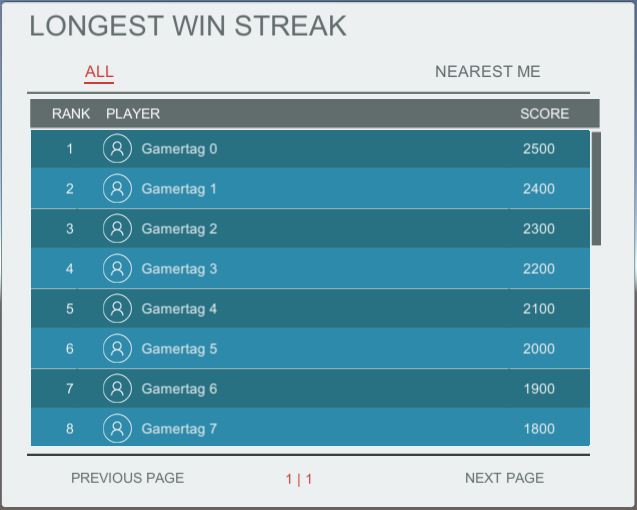 LONGEST WIN STREAK
ALL NEAREST ME
RANK PLAYER SCORE
1 Gamertag 0 2500
2 Gamertag 1 2400
3 Gamertag 2 2300
4 Gamertag 3 2200
5 Gamertag 4 2100
6 Gamertag 5 2000
7 Gamertag 6 1900
8 Gamertag 7 1800
PREVIOUS PAGE 1 | 1 NEXT PAGE